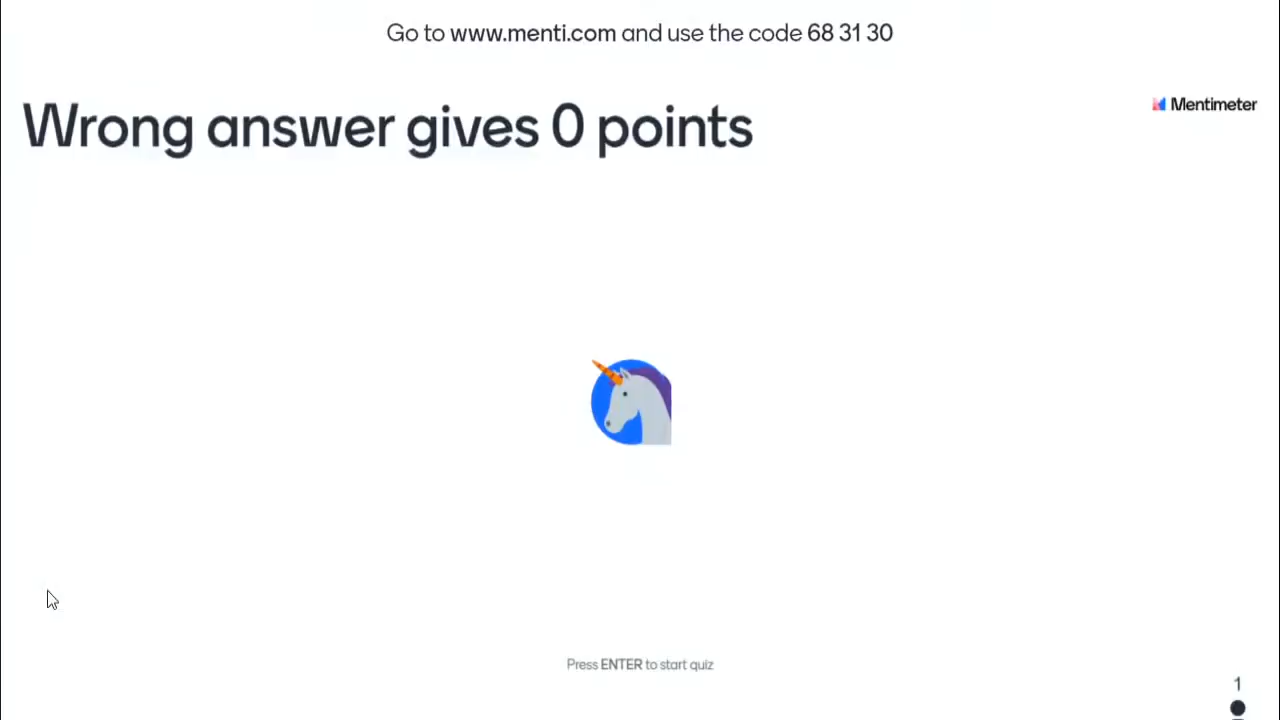 Go to www.menti.com and use the code 68 31 30
Wrong answer gives 0 points
Mentimeter
Press ENTER to start quiz
1